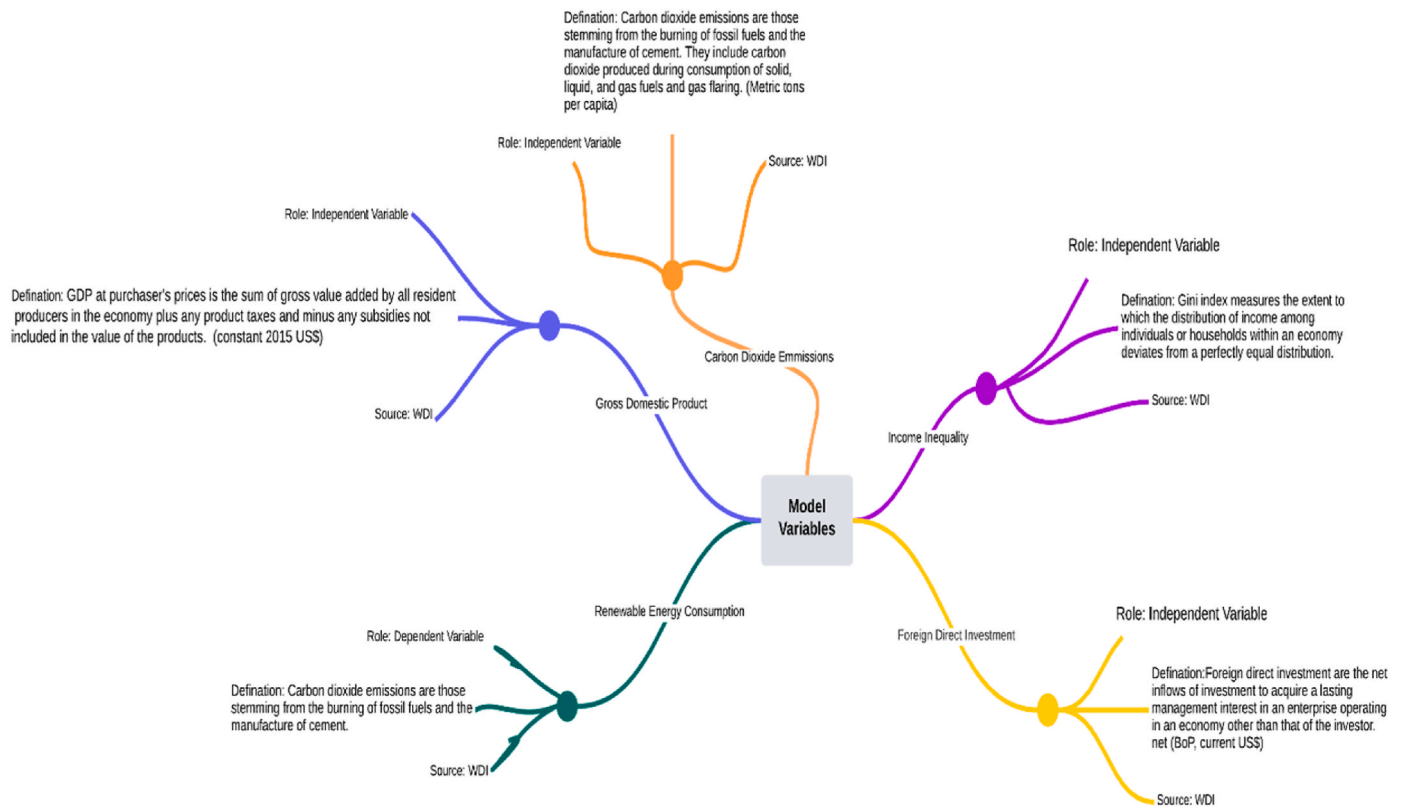 Defination: Carbon dioxide emissions are those
stemming from the burning of fossil fuels and the
manufacture of cement. They include carbon
dioxide produced during consumption of solid,
liquid, and gas fuels and gas flaring. (Metric tons
per capita)
Role: Independent Variable
Source: WDI
Carbon Dioxide Emmissions
Role: Independent Variable
Defination: GDP at purchaser's prices is the sum of gross value added by all resident
producers in the economy plus any product taxes and minus any subsidies not
included in the value of the products. (constant 2015 US$)
Source: WDI
Gross Domestic Product
Role: Independent Variable
Defination: Gini index measures the extent to
which the distribution of income among
individuals or households within an economy
deviates from a perfectly equal distribution.
Source: WDI
Income Inequality
Model
Variables
Renewable Energy Consumption
Role: Dependent Variable
Defination: Carbon dioxide emissions are those
stemming from the burning of fossil fuels and the
manufacture of cement.
Source: WDI
Foreign Direct Investment
Role: Independent Variable
Defination:Foreign direct investment are the net
inflows of investment to acquire a lasting
management interest in an enterprise operating
in an economy other than that of the investor.
net (BoP, current US$)
Source: WDI